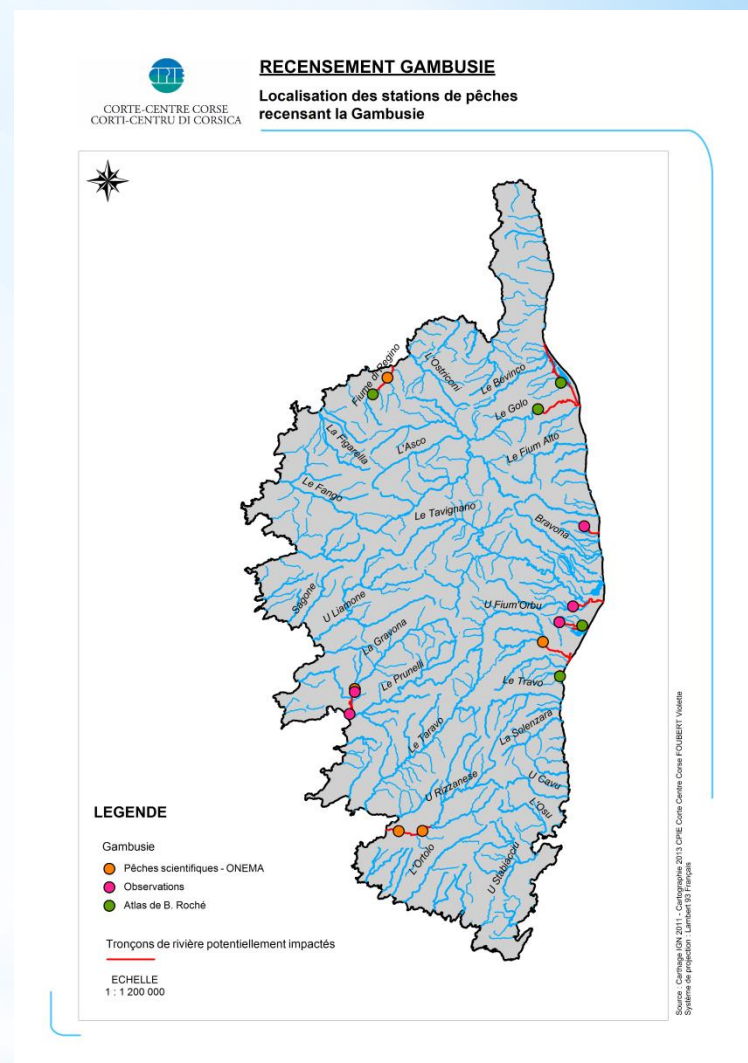 CPIE
CORTE-CENTRE CORSE
CORTI-CENTRU DI CORSICA
RECENSEMENT GAMBUSIE
Localisation des stations de pêches
recensant la Gambusie
Fiume di Regino
L'Ostriconi
Le Bévinco
Le Golo
La Figarella
L'Asco
Le Fium Alto
Le Fango
Le Tavignano
Bravona
Sagone
U Liamone
U Fium'Orbu
La Gravona
Le Prunelli
Le Travo
Le Taravo
La Solenzara
U Rizzanese
U Cavu
L'Osu
L'Ortolo
U Stabiacciu
LEGENDE
Gambusie
Pêches scientifiques - ONEMA
Observations
Atlas de B. Roché
Tronçons de rivière potentiellement impactés
ECHELLE
1 : 1 200 000
Source : Carthage IGN 2011 - Cartographie 2013 CPIE Corte Centre Corse FOUBERT Violette
Système de projection : Lambert 93 Français